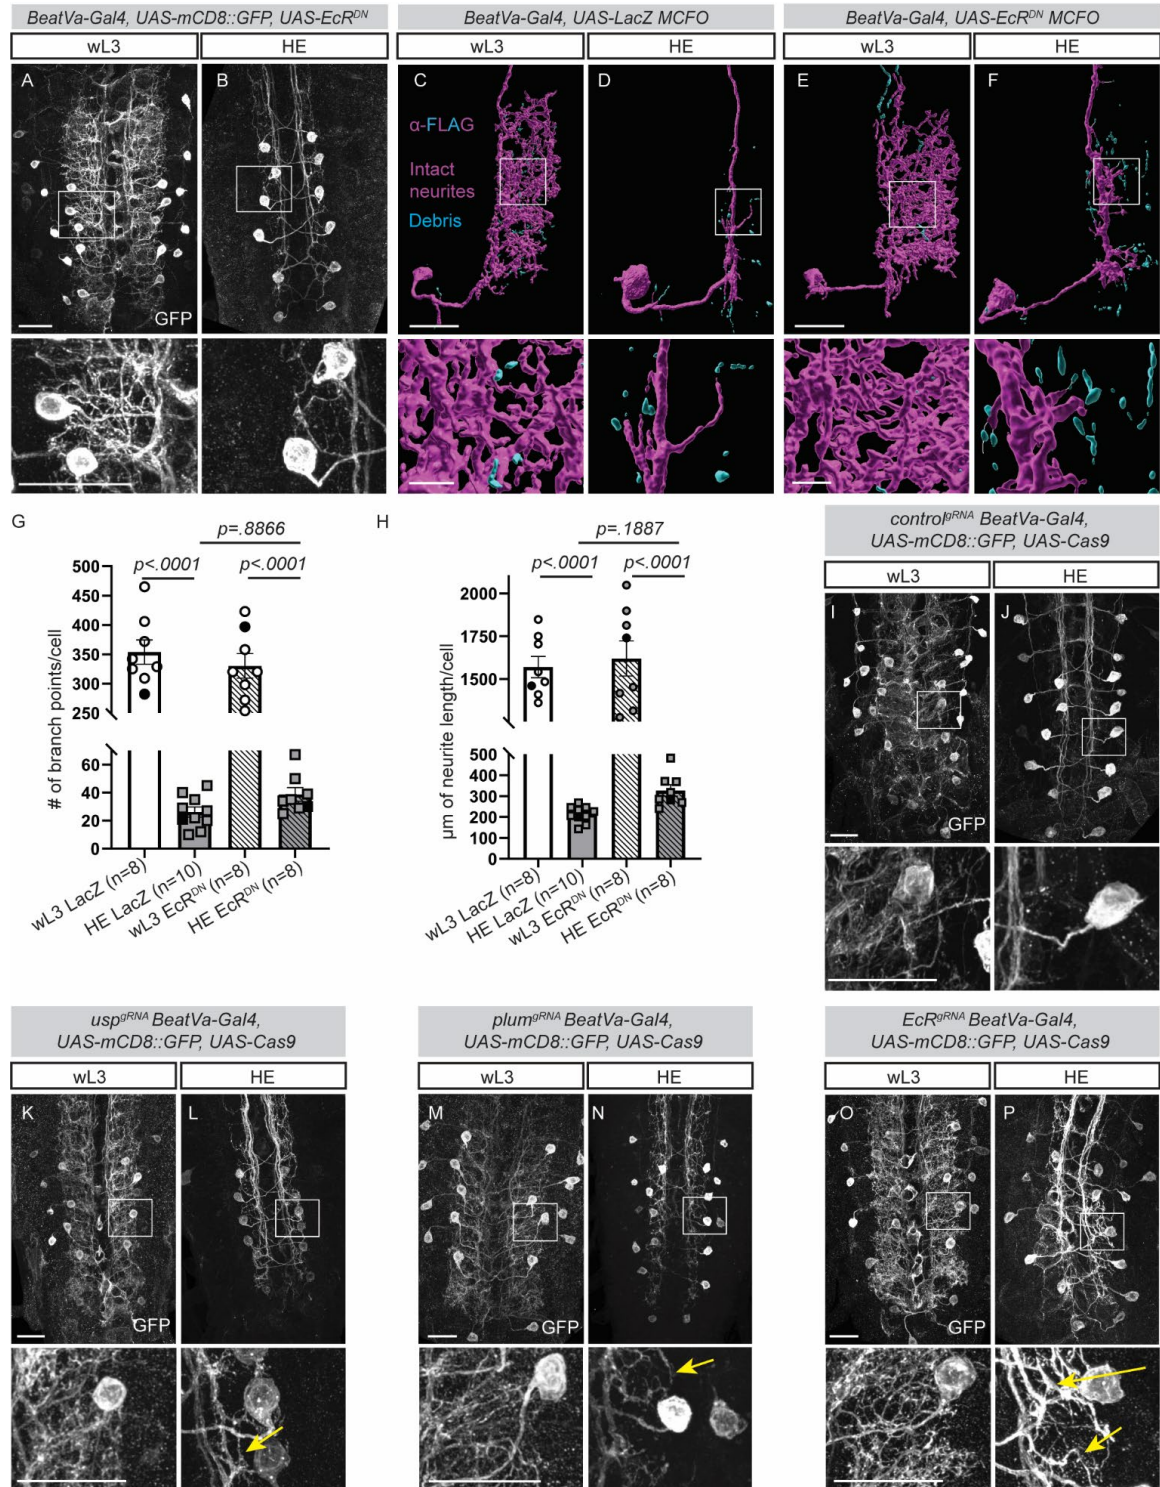 BeatVa-Gal4, UAS-mCD8::GFP, UAS-EcR^DN
wL3
HE
A
B
GFP
BeatVa-Gal4, UAS-LacZ MCFO
wL3
HE
C
D
α-FLAG
Intact
neurites
Debris
BeatVa-Gal4, UAS-EcR^DN MCFO
wL3
HE
E
F
G
p=.8866
p<.0001
p<.0001
# of branch points/cell
500
450
400
350
300
250
60
40
20
0
wL3 LacZ (n=8)
HE LacZ (n=10)
wL3 EcR^DN (n=8)
HE EcR^DN (n=8)
H
p=.1887
p<.0001
p<.0001
µm of neurite length/cell
2000
1750
1500
500
400
300
200
100
0
wL3 LacZ (n=8)
HE LacZ (n=10)
wL3 EcR^DN (n=8)
HE EcR^DN (n=8)
control^gRNA BeatVa-Gal4,
UAS-mCD8::GFP, UAS-Cas9
wL3
HE
I
J
GFP
usp^gRNA BeatVa-Gal4,
UAS-mCD8::GFP, UAS-Cas9
wL3
HE
K
L
GFP
plum^gRNA BeatVa-Gal4,
UAS-mCD8::GFP, UAS-Cas9
wL3
HE
M
N
GFP
EcR^gRNA BeatVa-Gal4,
UAS-mCD8::GFP, UAS-Cas9
wL3
HE
O
P
GFP